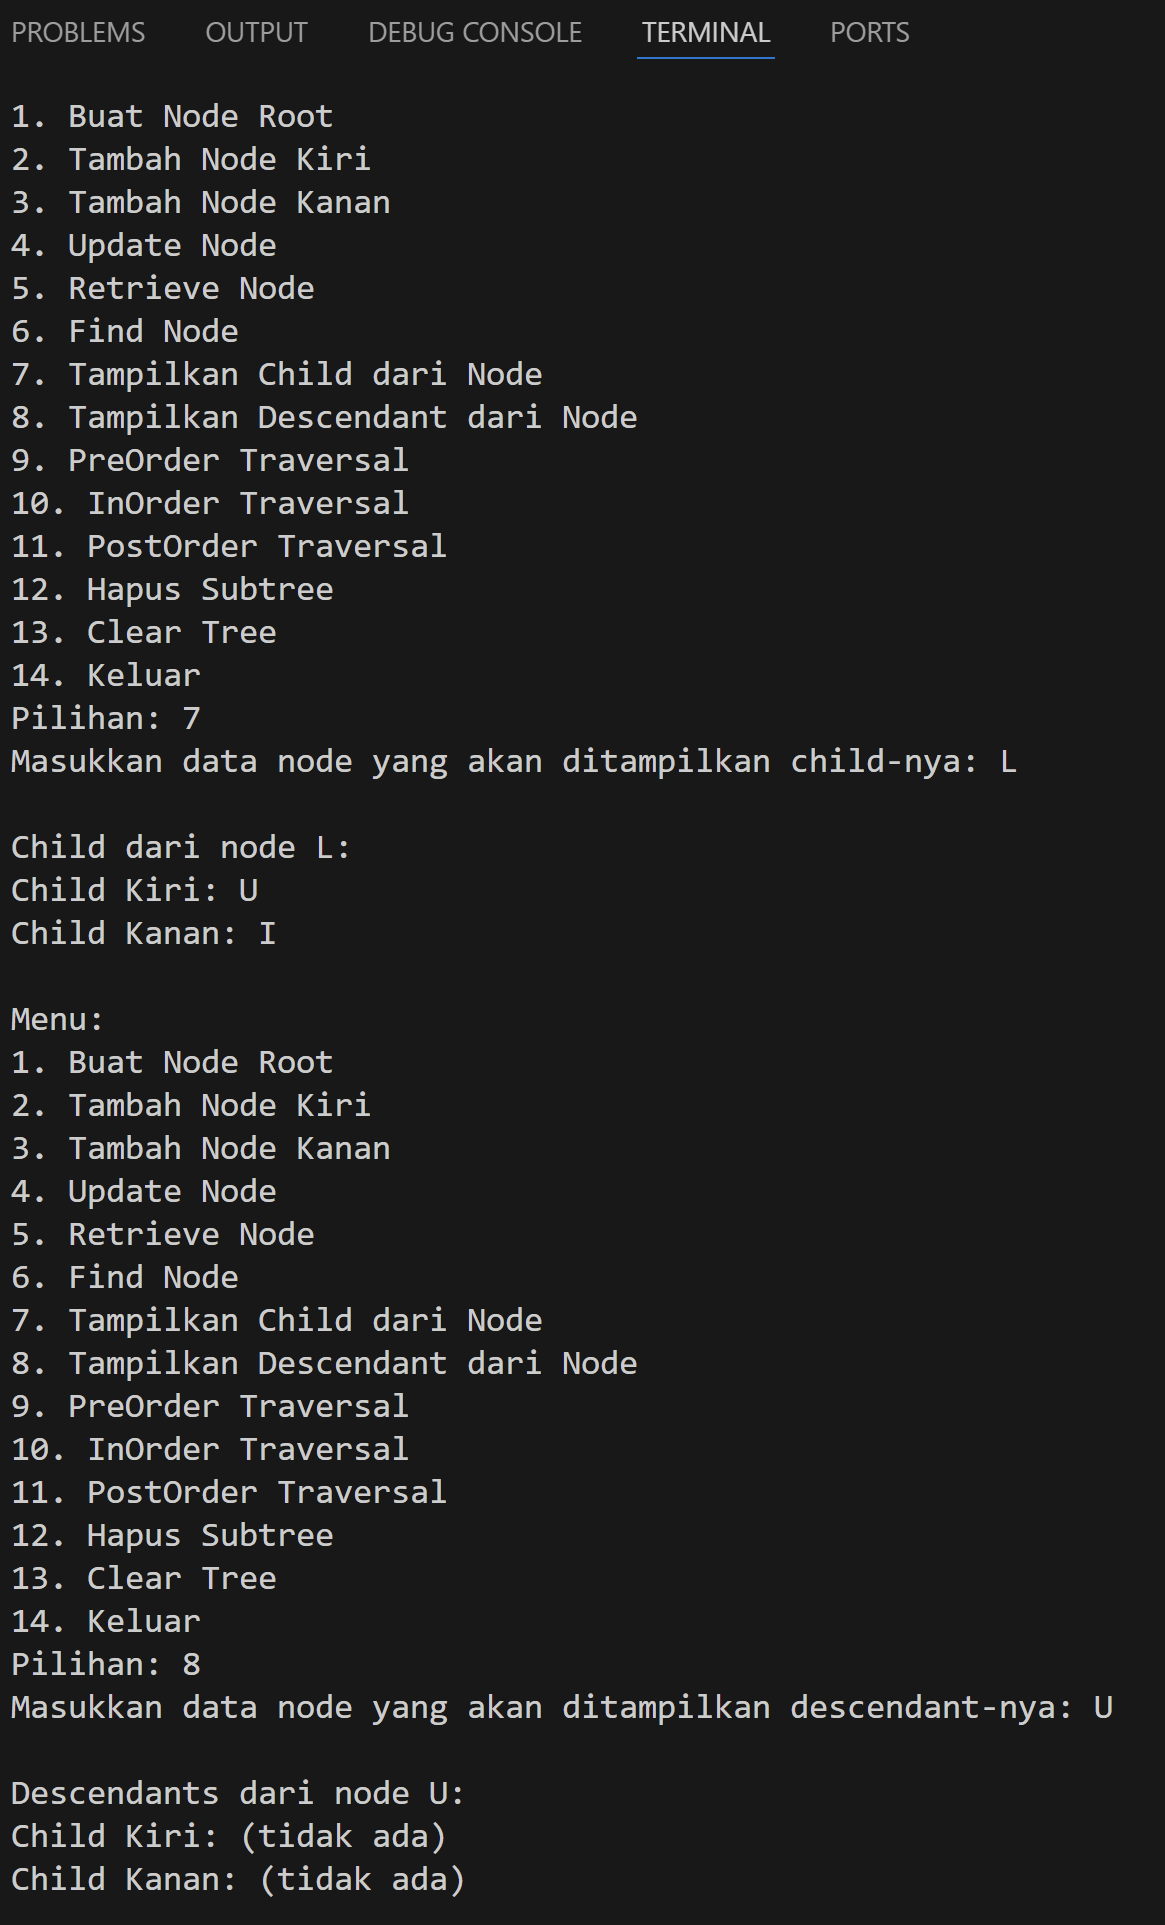 PROBLEMS OUTPUT DEBUG CONSOLE TERMINAL PORTS
1. Buat Node Root
2. Tambah Node Kiri
3. Tambah Node Kanan
4. Update Node
5. Retrieve Node
6. Find Node
7. Tampilkan Child dari Node
8. Tampilkan Descendant dari Node
9. PreOrder Traversal
10. InOrder Traversal
11. PostOrder Traversal
12. Hapus Subtree
13. Clear Tree
14. Keluar
Pilihan: 7
Masukkan data node yang akan ditampilkan child-nya: L
Child dari node L:
Child Kiri: U
Child Kanan: I
Menu:
1. Buat Node Root
2. Tambah Node Kiri
3. Tambah Node Kanan
4. Update Node
5. Retrieve Node
6. Find Node
7. Tampilkan Child dari Node
8. Tampilkan Descendant dari Node
9. PreOrder Traversal
10. InOrder Traversal
11. PostOrder Traversal
12. Hapus Subtree
13. Clear Tree
14. Keluar
Pilihan: 8
Masukkan data node yang akan ditampilkan descendant-nya: U
Descendants dari node U:
Child Kiri: (tidak ada)
Child Kanan: (tidak ada)